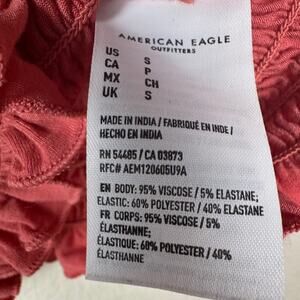 AMERICAN EAGLE
OUTFITTERS
US S
CA P
MX CH
UK S
MADE IN INDIA / FABRIQUÉ EN INDE /
HECHO EN INDIA
RN 54485 / CA 03873
RFC# AEM120605U9A
EN BODY: 95% VISCOSE / 5% ELASTANE;
ELASTIC: 60% POLYESTER / 40% ELASTANE
FR CORPS: 95% VISCOSE / 5%
ÉLASTHANNE;
ÉLASTIQUE: 60% POLYESTER / 40%
ÉLASTHANNE